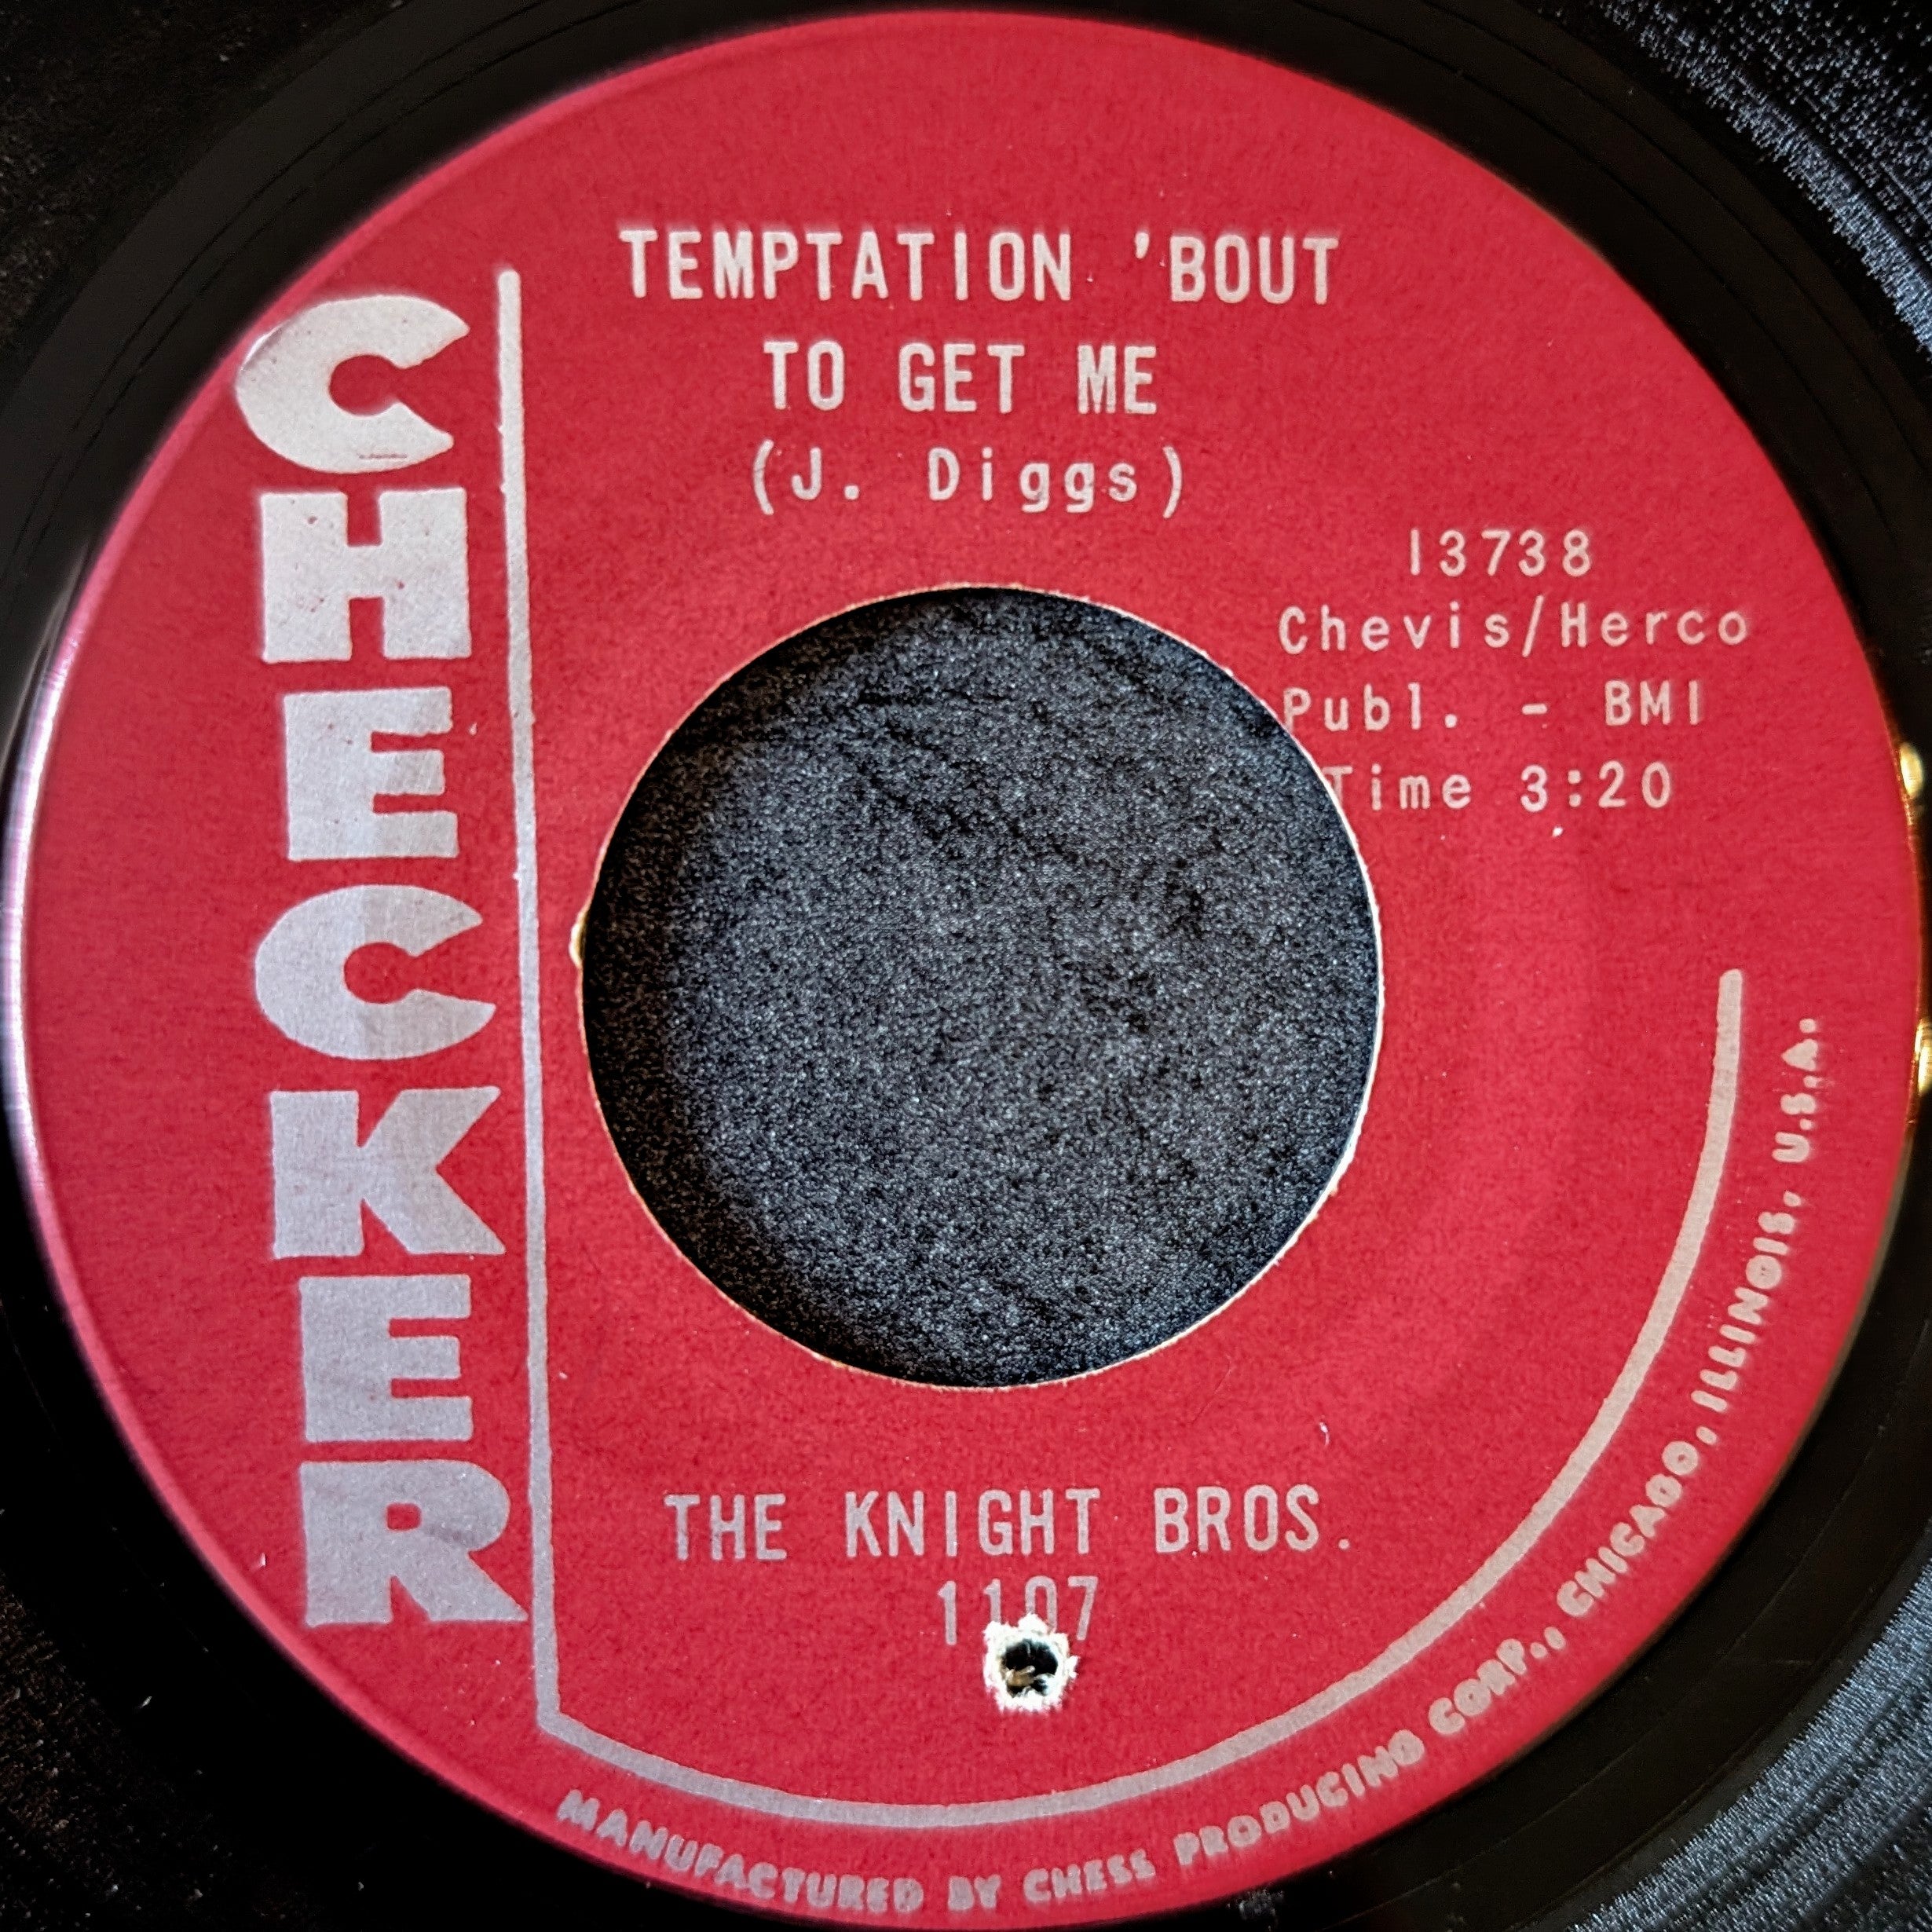 CHECKER
TEMPTATION 'BOUT
TO GET ME
(J. Diggs)
13738
Chevis/Herco
Publ. - BMI
Time 3:20
THE KNIGHT BROS.
1107
MANUFACTURED BY CHESS PRODUCING CORP., CHICAGO, ILLINOIS, U.S.A.